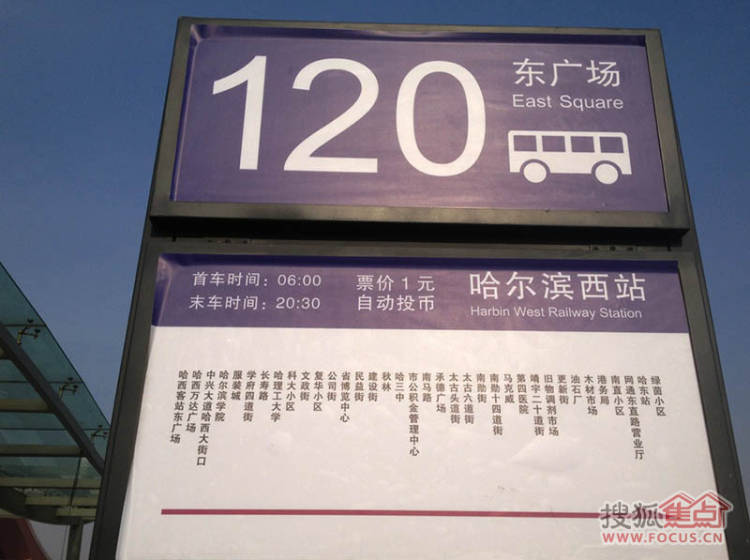 120
东广场
East Square
首车时间：06:00
末车时间：20:30
票价1元
自动投币
哈尔滨西站
Harbin West Railway Station
哈西客站东广场
哈西万达广场
中兴大道哈西大街口
哈尔滨学院
服装城
学府四道街
长寿路
哈理工大学
科大小区
文政街
复华小区
公司街
省博览中心
民益街
建设街
秋林
哈三中
市公积金管理中心
南马路
承德广场
太古头道街
太古六道街
南勋街
南勋十四道街
马克威
第四医院
靖宇二十道街
旧物调剂市场
更新街
油石厂
木材市场
港务局
南直小区
网通东直路营业厅
哈东站
绿茵小区
搜狐焦点
WWW.FOCUS.CN